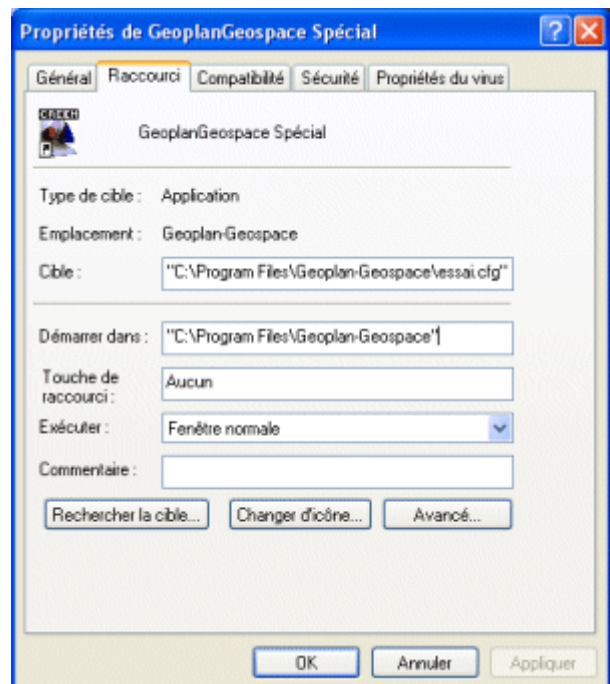 Propriétés de GeoplanGeospace Spécial
Général Raccourci Compatibilité Sécurité Propriétés du virus
GeoplanGeospace Spécial
Type de cible : Application
Emplacement : Geoplan-Geospace
Cible : "C:\Program Files\Geoplan-Geospace\essai.cfg"
Démarrer dans : "C:\Program Files\Geoplan-Geospace"
Touche de
raccourci : Aucun
Exécuter : Fenêtre normale
Commentaire :
Rechercher la cible... Changer d'icône... Avancé...
OK Annuler Appliquer